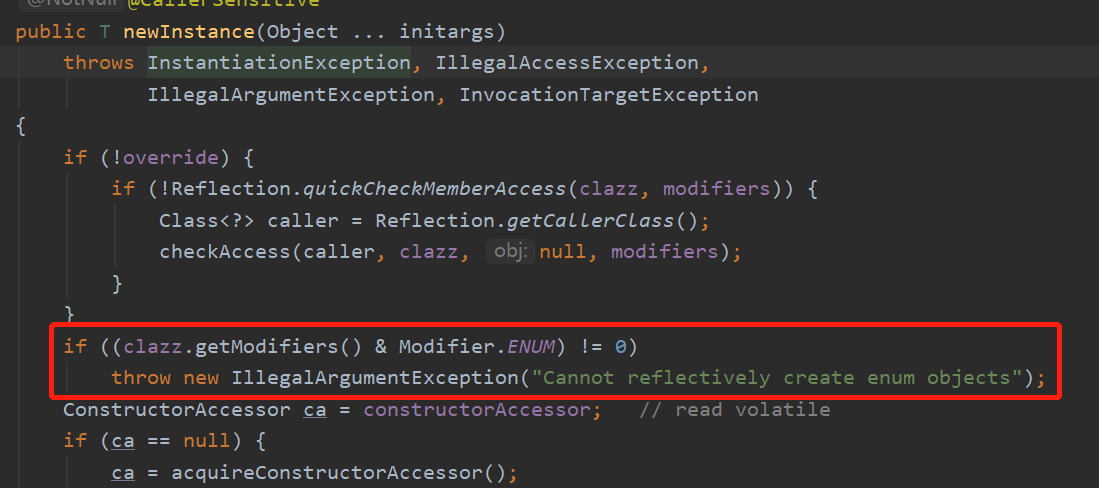 @NotNull @CallerSensitive
public T newInstance(Object ... initargs)
    throws InstantiationException, IllegalAccessException,
           IllegalArgumentException, InvocationTargetException
{
    if (!override) {
        if (!Reflection.quickCheckMemberAccess(clazz, modifiers)) {
            Class<?> caller = Reflection.getCallerClass();
            checkAccess(caller, clazz, obj: null, modifiers);
        }
    }
    if ((clazz.getModifiers() & Modifier.ENUM) != 0)
        throw new IllegalArgumentException("Cannot reflectively create enum objects");
    ConstructorAccessor ca = constructorAccessor;   // read volatile
    if (ca == null) {
        ca = acquireConstructorAccessor();